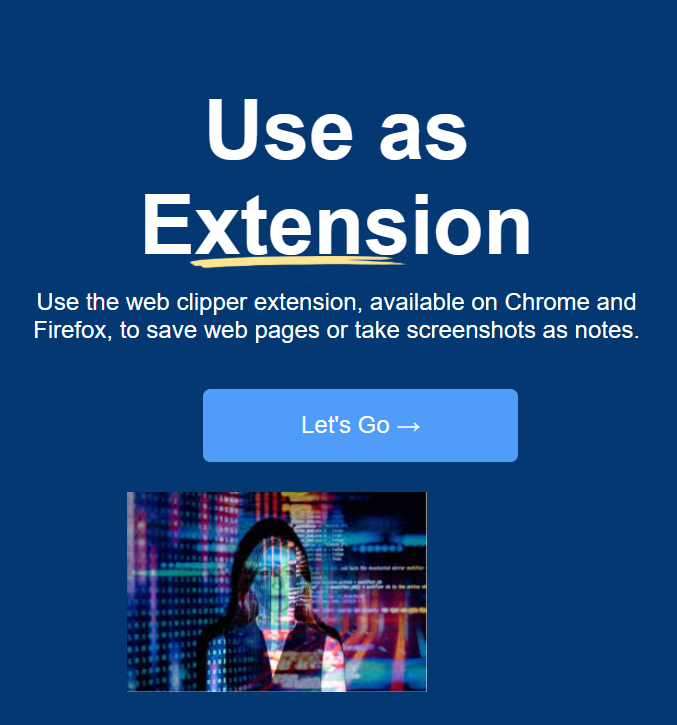 Use as
Extension
Use the web clipper extension, available on Chrome and
Firefox, to save web pages or take screenshots as notes.
Let's Go →